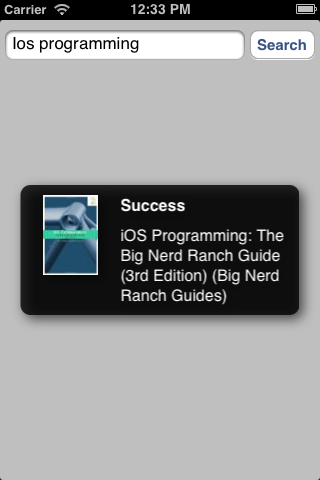 Carrier 12:33 PM
Ios programming Search
Success
iOS Programming: The
Big Nerd Ranch Guide
(3rd Edition) (Big Nerd
Ranch Guides)